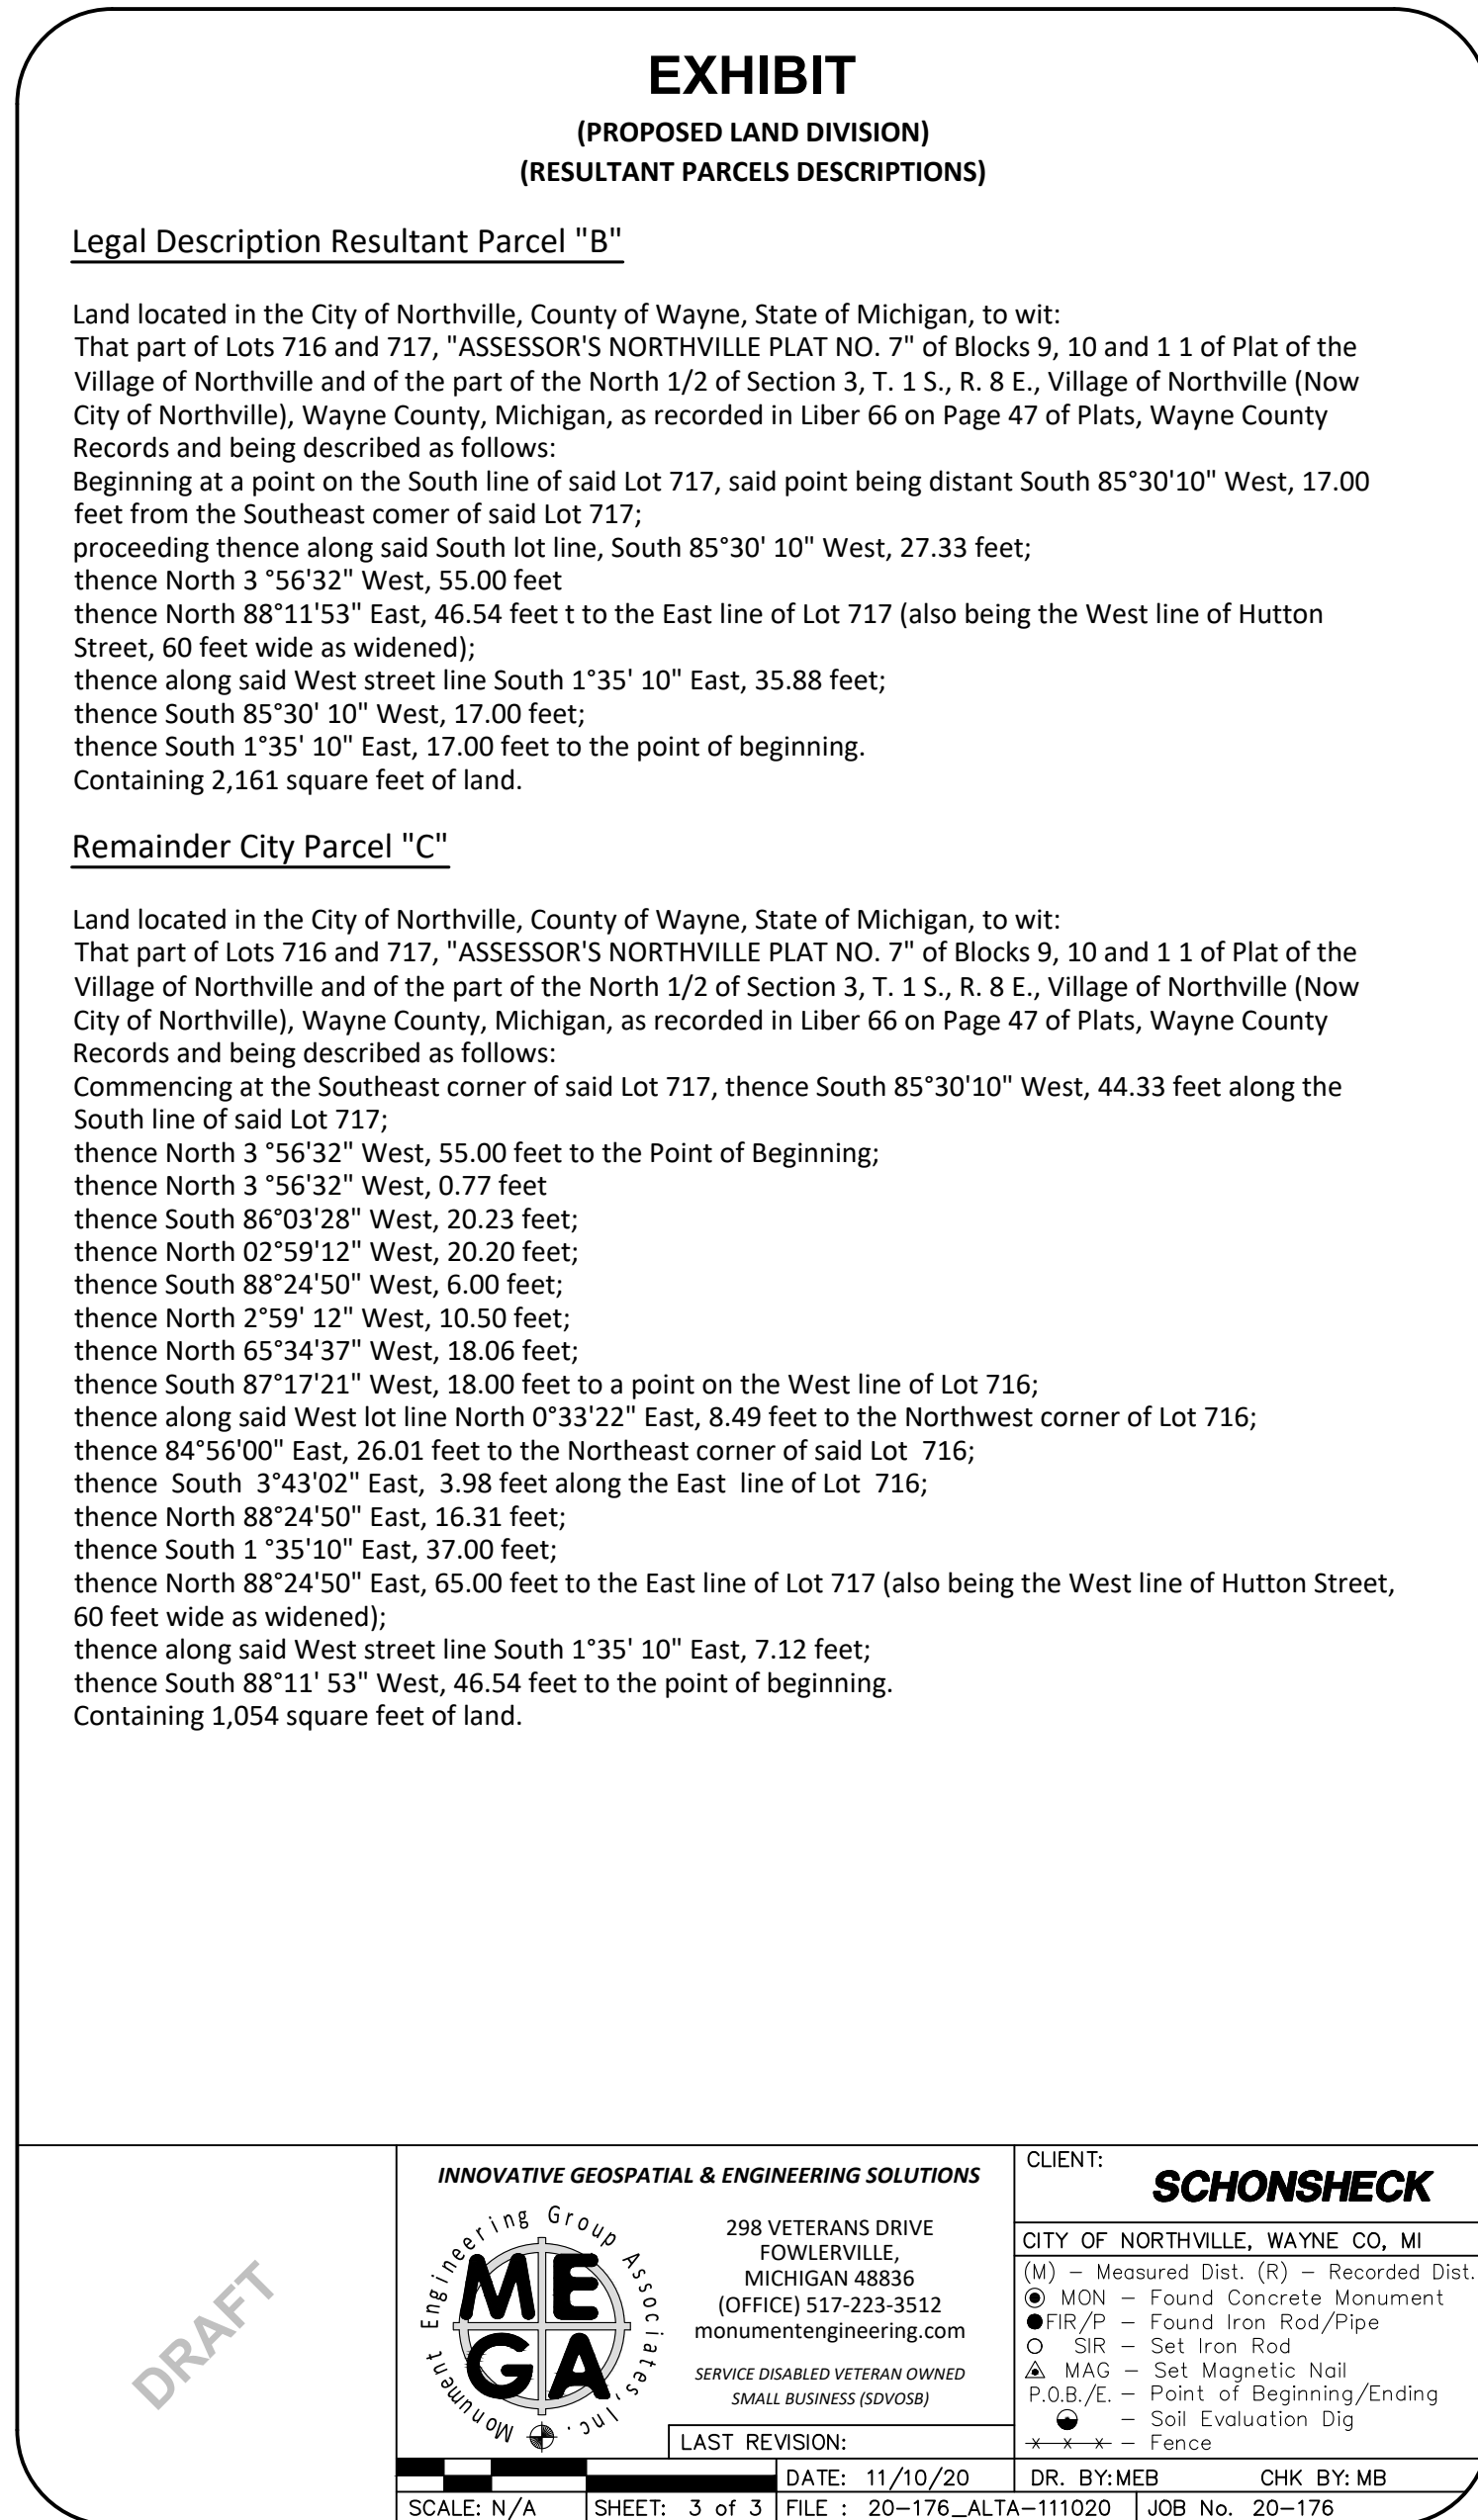 EXHIBIT
(PROPOSED LAND DIVISION)
(RESULTANT PARCELS DESCRIPTIONS)
Legal Description Resultant Parcel "B"
Land located in the City of Northville, County of Wayne, State of Michigan, to wit:
That part of Lots 716 and 717, "ASSESSOR'S NORTHVILLE PLAT NO. 7" of Blocks 9, 10 and 1 1 of Plat of the
Village of Northville and of the part of the North 1/2 of Section 3, T. 1 S., R. 8 E., Village of Northville (Now
City of Northville), Wayne County, Michigan, as recorded in Liber 66 on Page 47 of Plats, Wayne County
Records and being described as follows:
Beginning at a point on the South line of said Lot 717, said point being distant South 85°30'10" West, 17.00
feet from the Southeast comer of said Lot 717;
proceeding thence along said South lot line, South 85°30' 10" West, 27.33 feet;
thence North 3 °56'32" West, 55.00 feet
thence North 88°11'53" East, 46.54 feet t to the East line of Lot 717 (also being the West line of Hutton
Street, 60 feet wide as widened);
thence along said West street line South 1°35' 10" East, 35.88 feet;
thence South 85°30' 10" West, 17.00 feet;
thence South 1°35' 10" East, 17.00 feet to the point of beginning.
Containing 2,161 square feet of land.
Remainder City Parcel "C"
Land located in the City of Northville, County of Wayne, State of Michigan, to wit:
That part of Lots 716 and 717, "ASSESSOR'S NORTHVILLE PLAT NO. 7" of Blocks 9, 10 and 1 1 of Plat of the
Village of Northville and of the part of the North 1/2 of Section 3, T. 1 S., R. 8 E., Village of Northville (Now
City of Northville), Wayne County, Michigan, as recorded in Liber 66 on Page 47 of Plats, Wayne County
Records and being described as follows:
Commencing at the Southeast corner of said Lot 717, thence South 85°30'10" West, 44.33 feet along the
South line of said Lot 717;
thence North 3 °56'32" West, 55.00 feet to the Point of Beginning;
thence North 3 °56'32" West, 0.77 feet
thence South 86°03'28" West, 20.23 feet;
thence North 02°59'12" West, 20.20 feet;
thence South 88°24'50" West, 6.00 feet;
thence North 2°59' 12" West, 10.50 feet;
thence North 65°34'37" West, 18.06 feet;
thence South 87°17'21" West, 18.00 feet to a point on the West line of Lot 716;
thence along said West lot line North 0°33'22" East, 8.49 feet to the Northwest corner of Lot 716;
thence 84°56'00" East, 26.01 feet to the Northeast corner of said Lot 716;
thence South 3°43'02" East, 3.98 feet along the East line of Lot 716;
thence North 88°24'50" East, 16.31 feet;
thence South 1 °35'10" East, 37.00 feet;
thence North 88°24'50" East, 65.00 feet to the East line of Lot 717 (also being the West line of Hutton Street,
60 feet wide as widened);
thence along said West street line South 1°35' 10" East, 7.12 feet;
thence South 88°11' 53" West, 46.54 feet to the point of beginning.
Containing 1,054 square feet of land.
DRAFT
INNOVATIVE GEOSPATIAL & ENGINEERING SOLUTIONS
Monument Engineering Group Associates, Inc.
ME
GA
298 VETERANS DRIVE
FOWLERVILLE,
MICHIGAN 48836
(OFFICE) 517-223-3512
monumentengineering.com
SERVICE DISABLED VETERAN OWNED
SMALL BUSINESS (SDVOSB)
LAST REVISION:
CLIENT:
SCHONSHECK
CITY OF NORTHVILLE, WAYNE CO, MI
(M) – Measured Dist. (R) – Recorded Dist.
MON – Found Concrete Monument
FIR/P – Found Iron Rod/Pipe
SIR – Set Iron Rod
MAG – Set Magnetic Nail
P.O.B./E. – Point of Beginning/Ending
– Soil Evaluation Dig
x x x – Fence
DATE: 11/10/20
DR. BY: MEB
CHK BY: MB
SCALE: N/A
SHEET: 3 of 3
FILE : 20–176_ALTA–111020
JOB No. 20–176